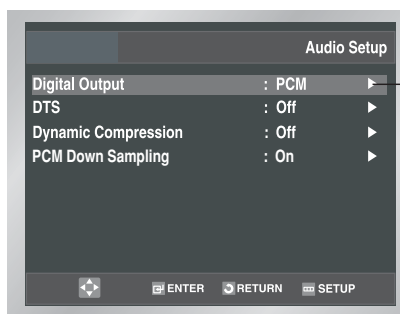 Audio Setup
Digital Output : PCM
DTS : Off
Dynamic Compression : Off
PCM Down Sampling : On
ENTER RETURN SETUP